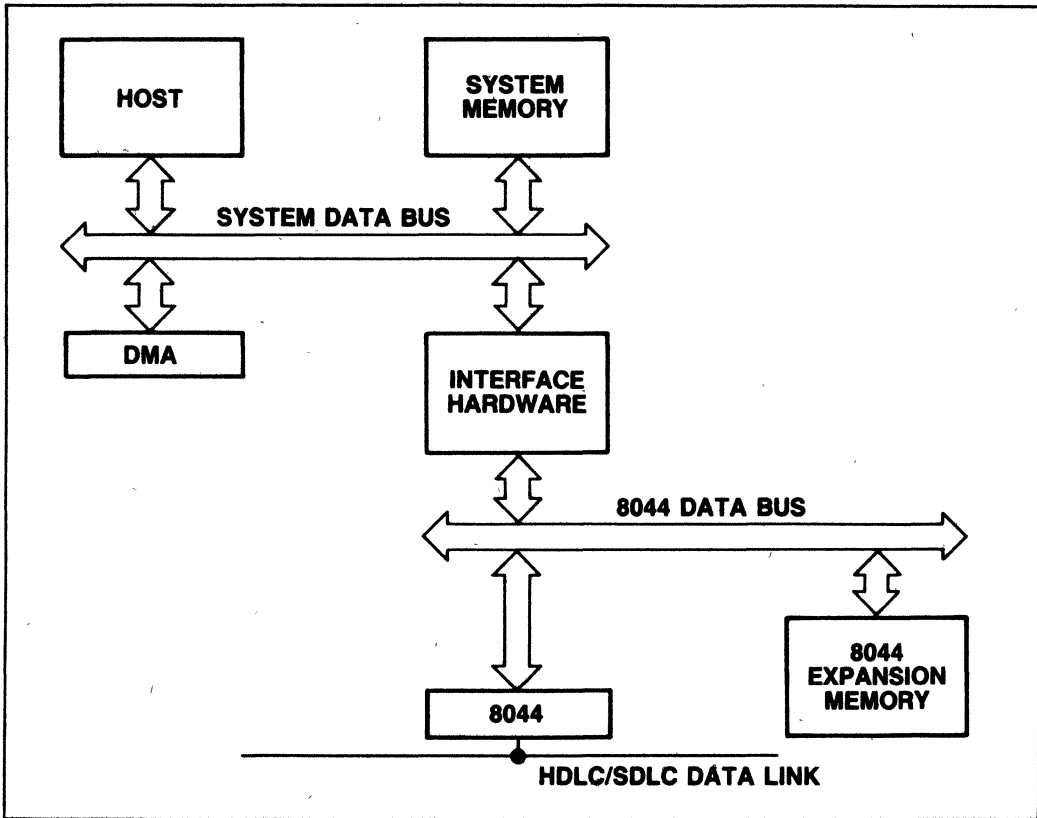 HOST
SYSTEM
MEMORY
SYSTEM DATA BUS
DMA
INTERFACE
HARDWARE
8044 DATA BUS
8044
EXPANSION
MEMORY
8044
HDLC/SDLC DATA LINK